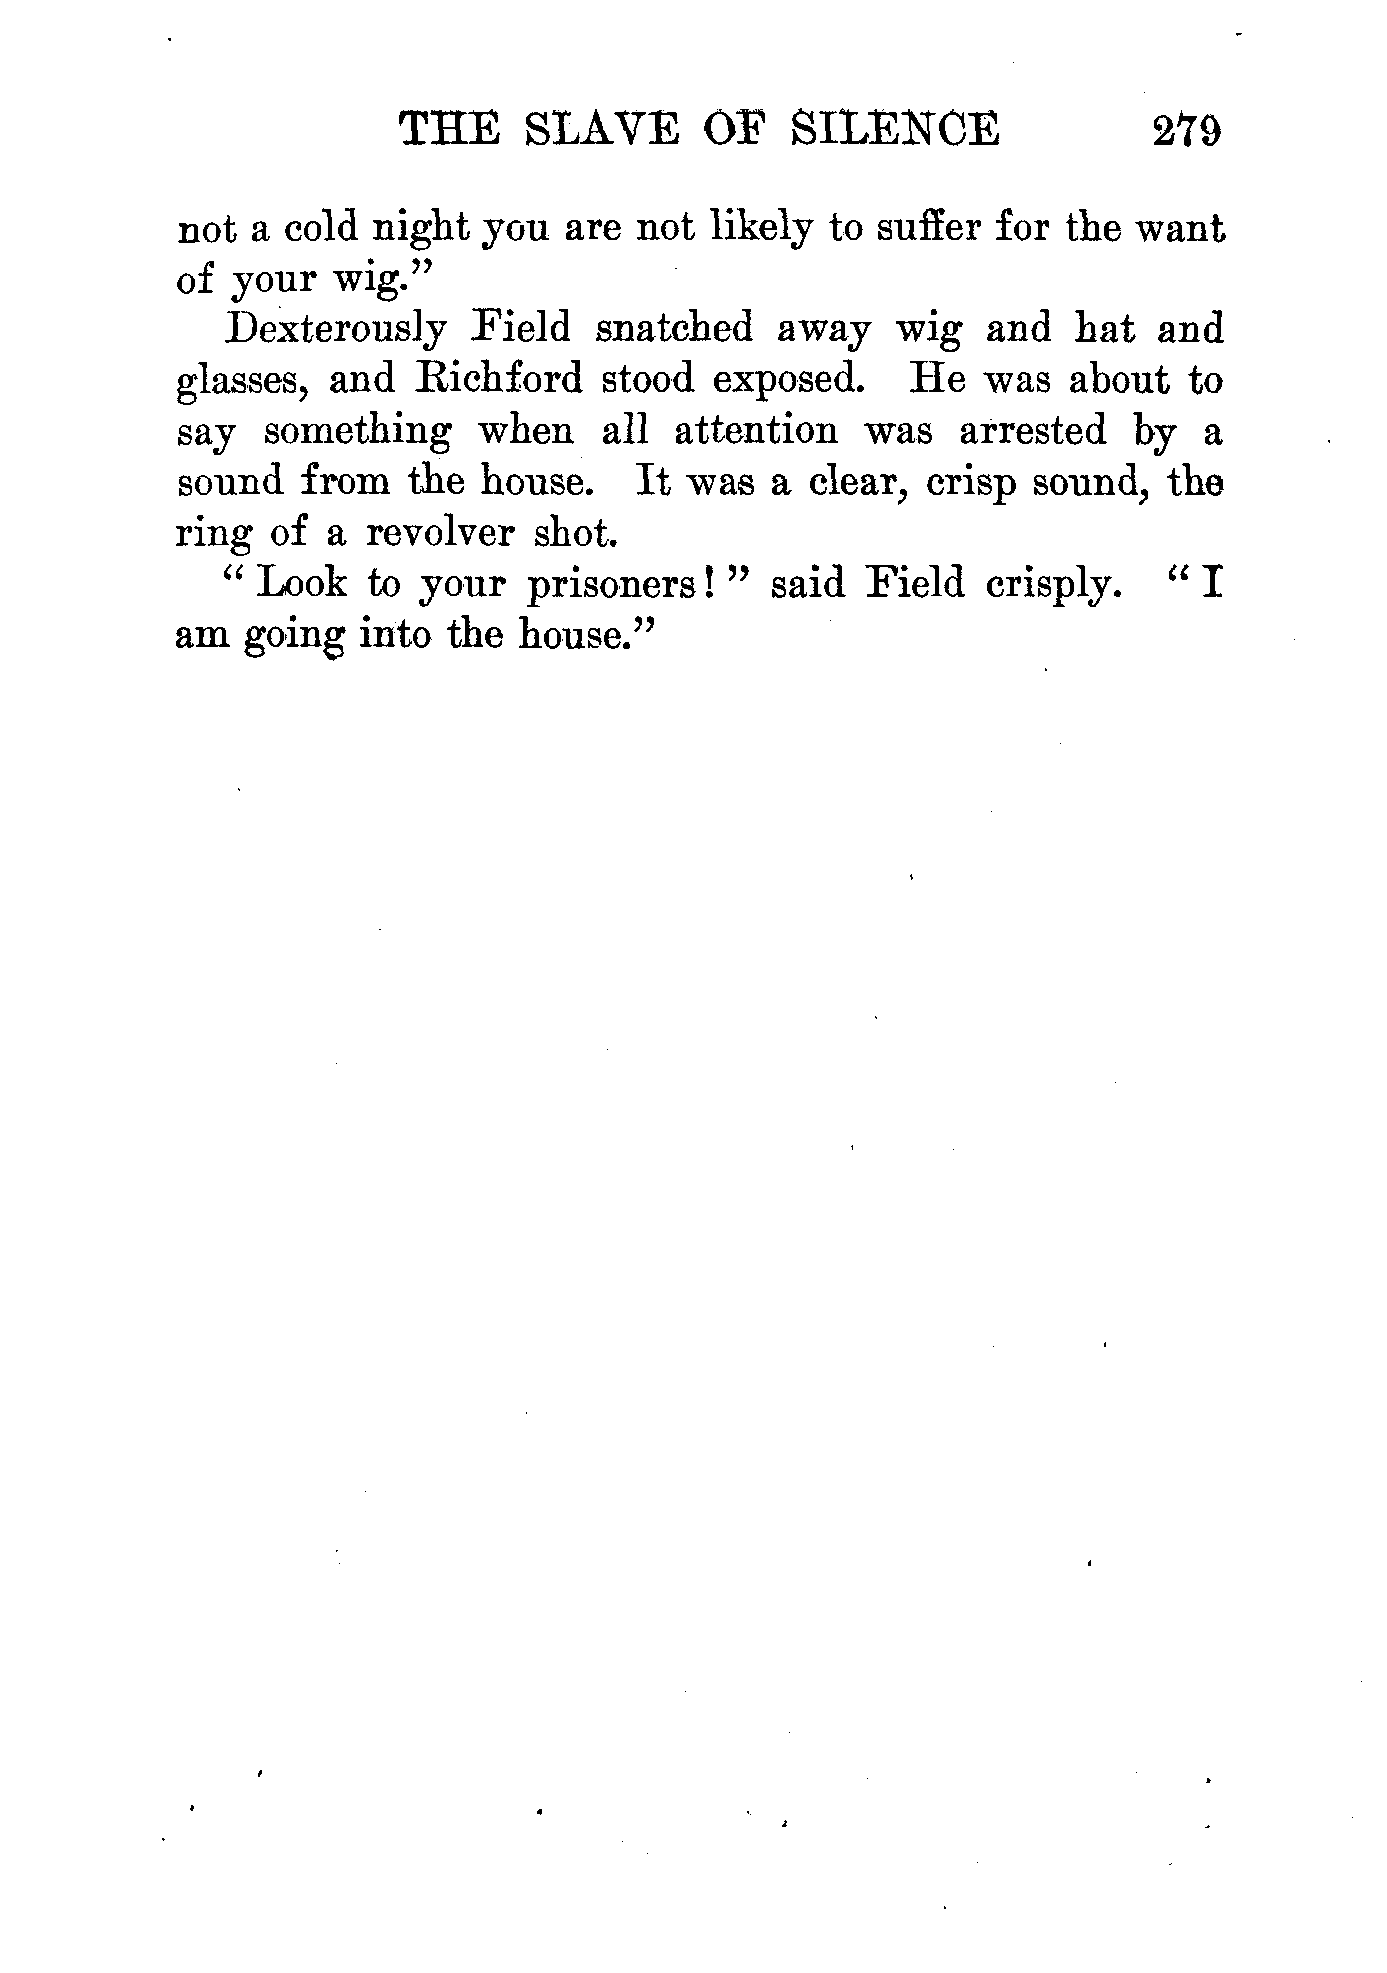 THE SLAVE OF SILENCE 279
not a cold night you are not likely to suffer for the want
of your wig.”
Dexterously Field snatched away wig and hat and
glasses, and Richford stood exposed. He was about to
say something when all attention was arrested by a
sound from the house. It was a clear, crisp sound, the
ring of a revolver shot.
“ Look to your prisoners! ” said Field crisply. “ I
am going into the house.”